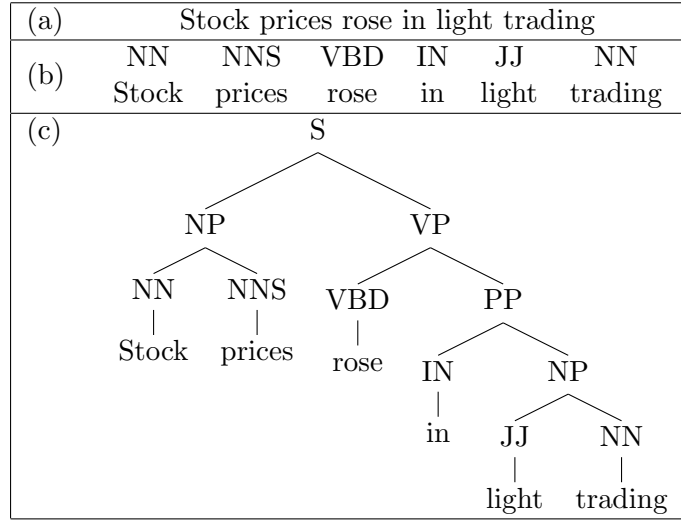 (a) Stock prices rose in light trading
(b) NN NNS VBD IN JJ NN
Stock prices rose in light trading
(c) S
NP VP
NN NNS VBD PP
Stock prices rose IN NP
in JJ NN
light trading